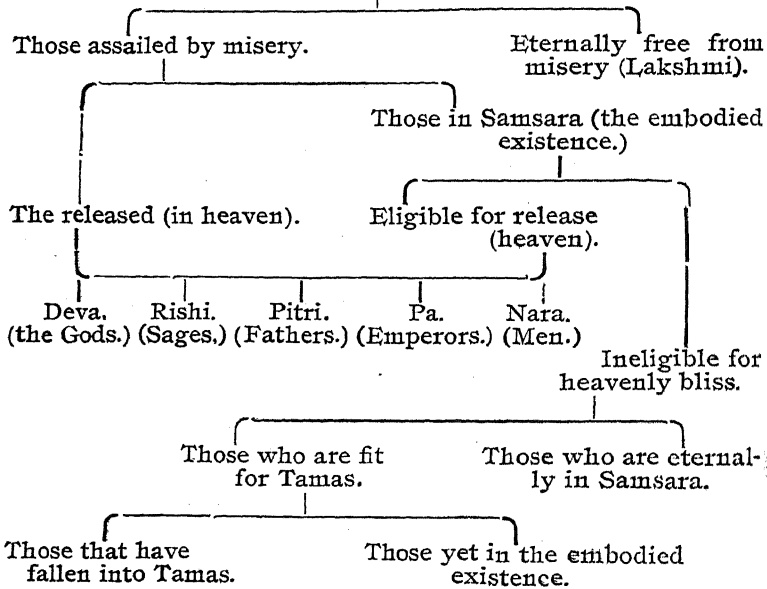 Those assailed by misery.
Eternally free from
misery (Lakshmi).
Those in Samsara (the embodied
existence.)
The released (in heaven).
Eligible for release
(heaven).
Deva. Rishi. Pitri. Pa. Nara.
(the Gods.) (Sages.) (Fathers.) (Emperors.) (Men.)
Ineligible for
heavenly bliss.
Those who are fit
for Tamas.
Those who are eternal-
ly in Samsara.
Those that have
fallen into Tamas.
Those yet in the embodied
existence.